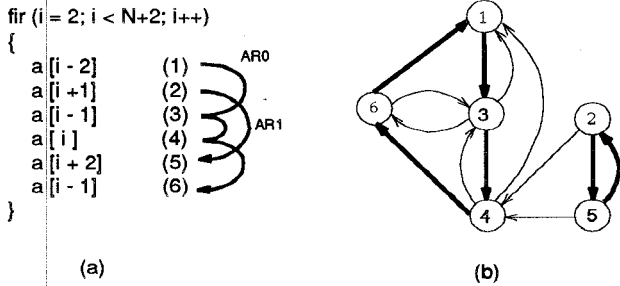 fir (i = 2; i < N+2; i++)
{
a [i - 2] (1)
AR0
a [i +1] (2)
a [i - 1] (3)
AR1
a [ i ] (4)
a [i + 2] (5)
a [i - 1] (6)
}
(a)
1
6
3
2
4
5
(b)